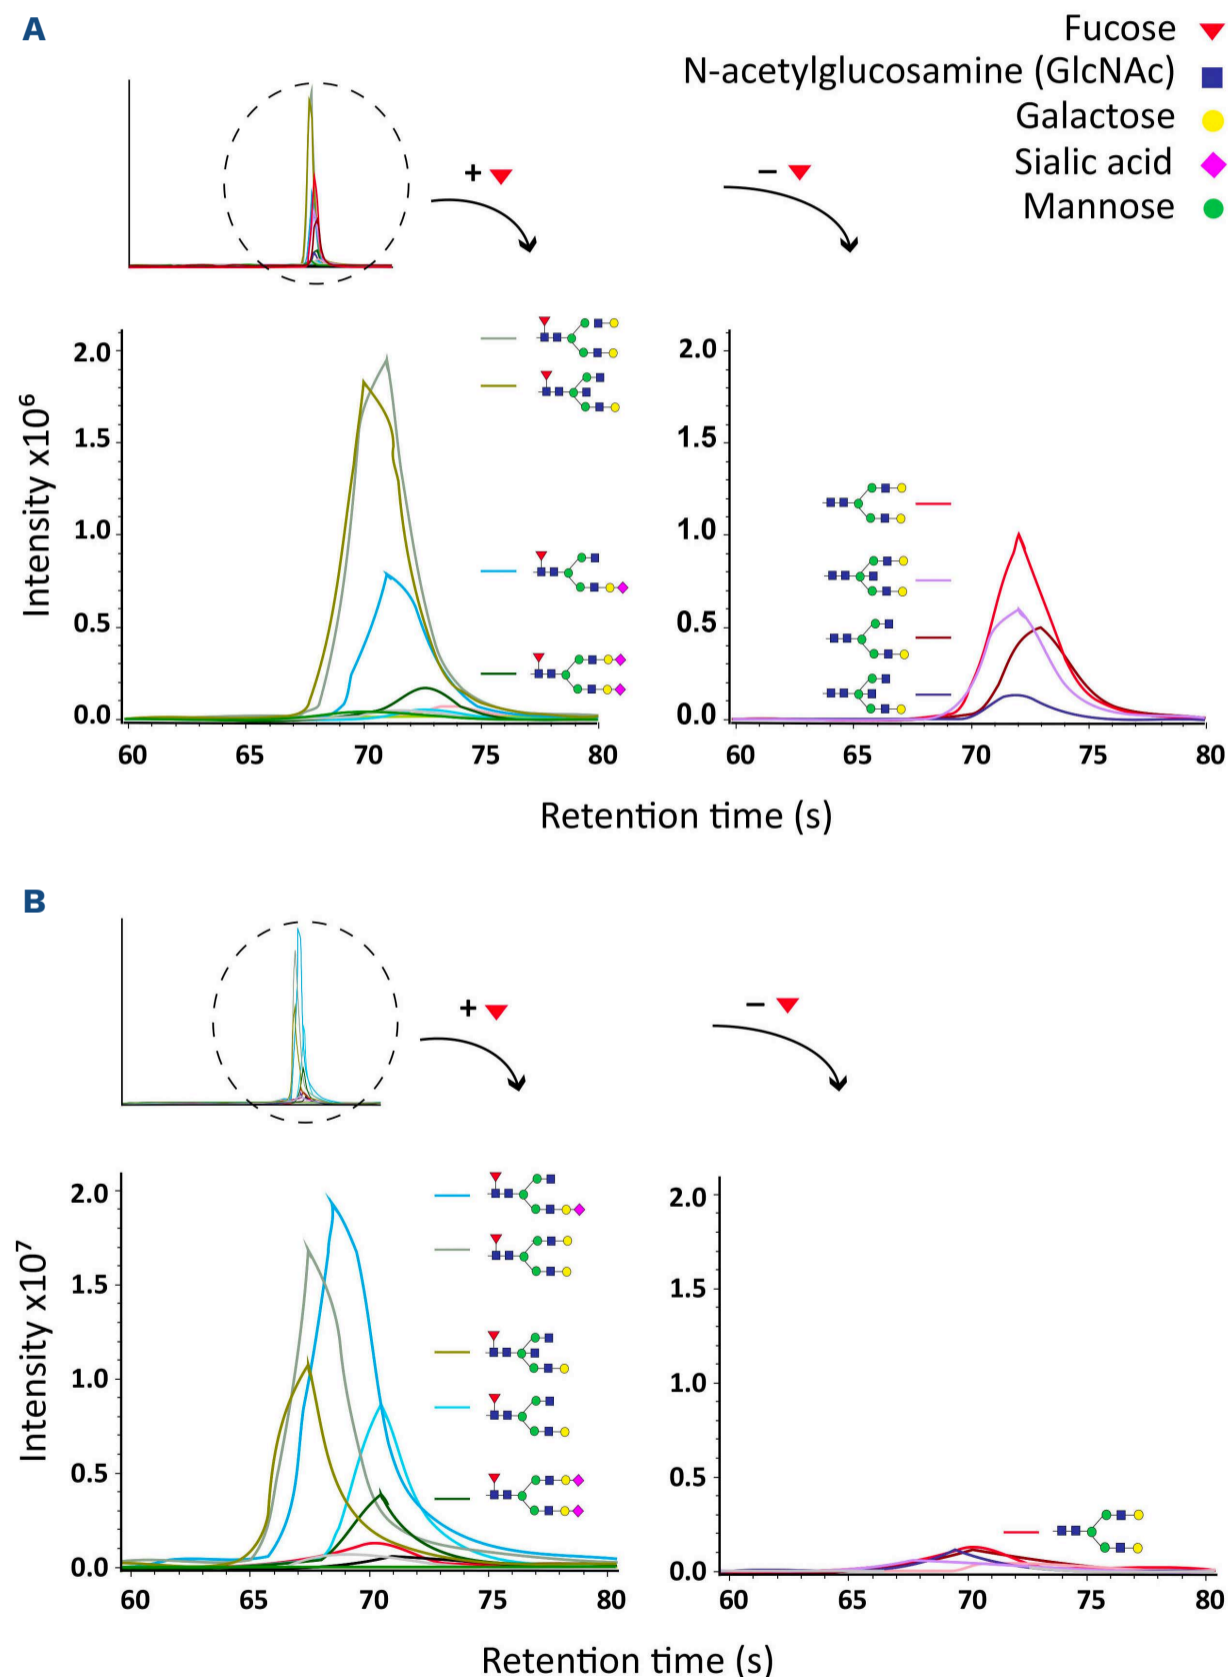 A
Fucose
N-acetylglucosamine (GlcNAc)
Galactose
Sialic acid
Mannose
+
–
Intensity x10⁶
2.0
1.5
1.0
0.5
0.0
60 65 70 75 80
2.0
1.5
1.0
0.5
0.0
60 65 70 75 80
Retention time (s)
B
+
–
Intensity x10⁷
2.0
1.5
1.0
0.5
0.0
60 65 70 75 80
2.0
1.5
1.0
0.5
0.0
60 65 70 75 80
Retention time (s)